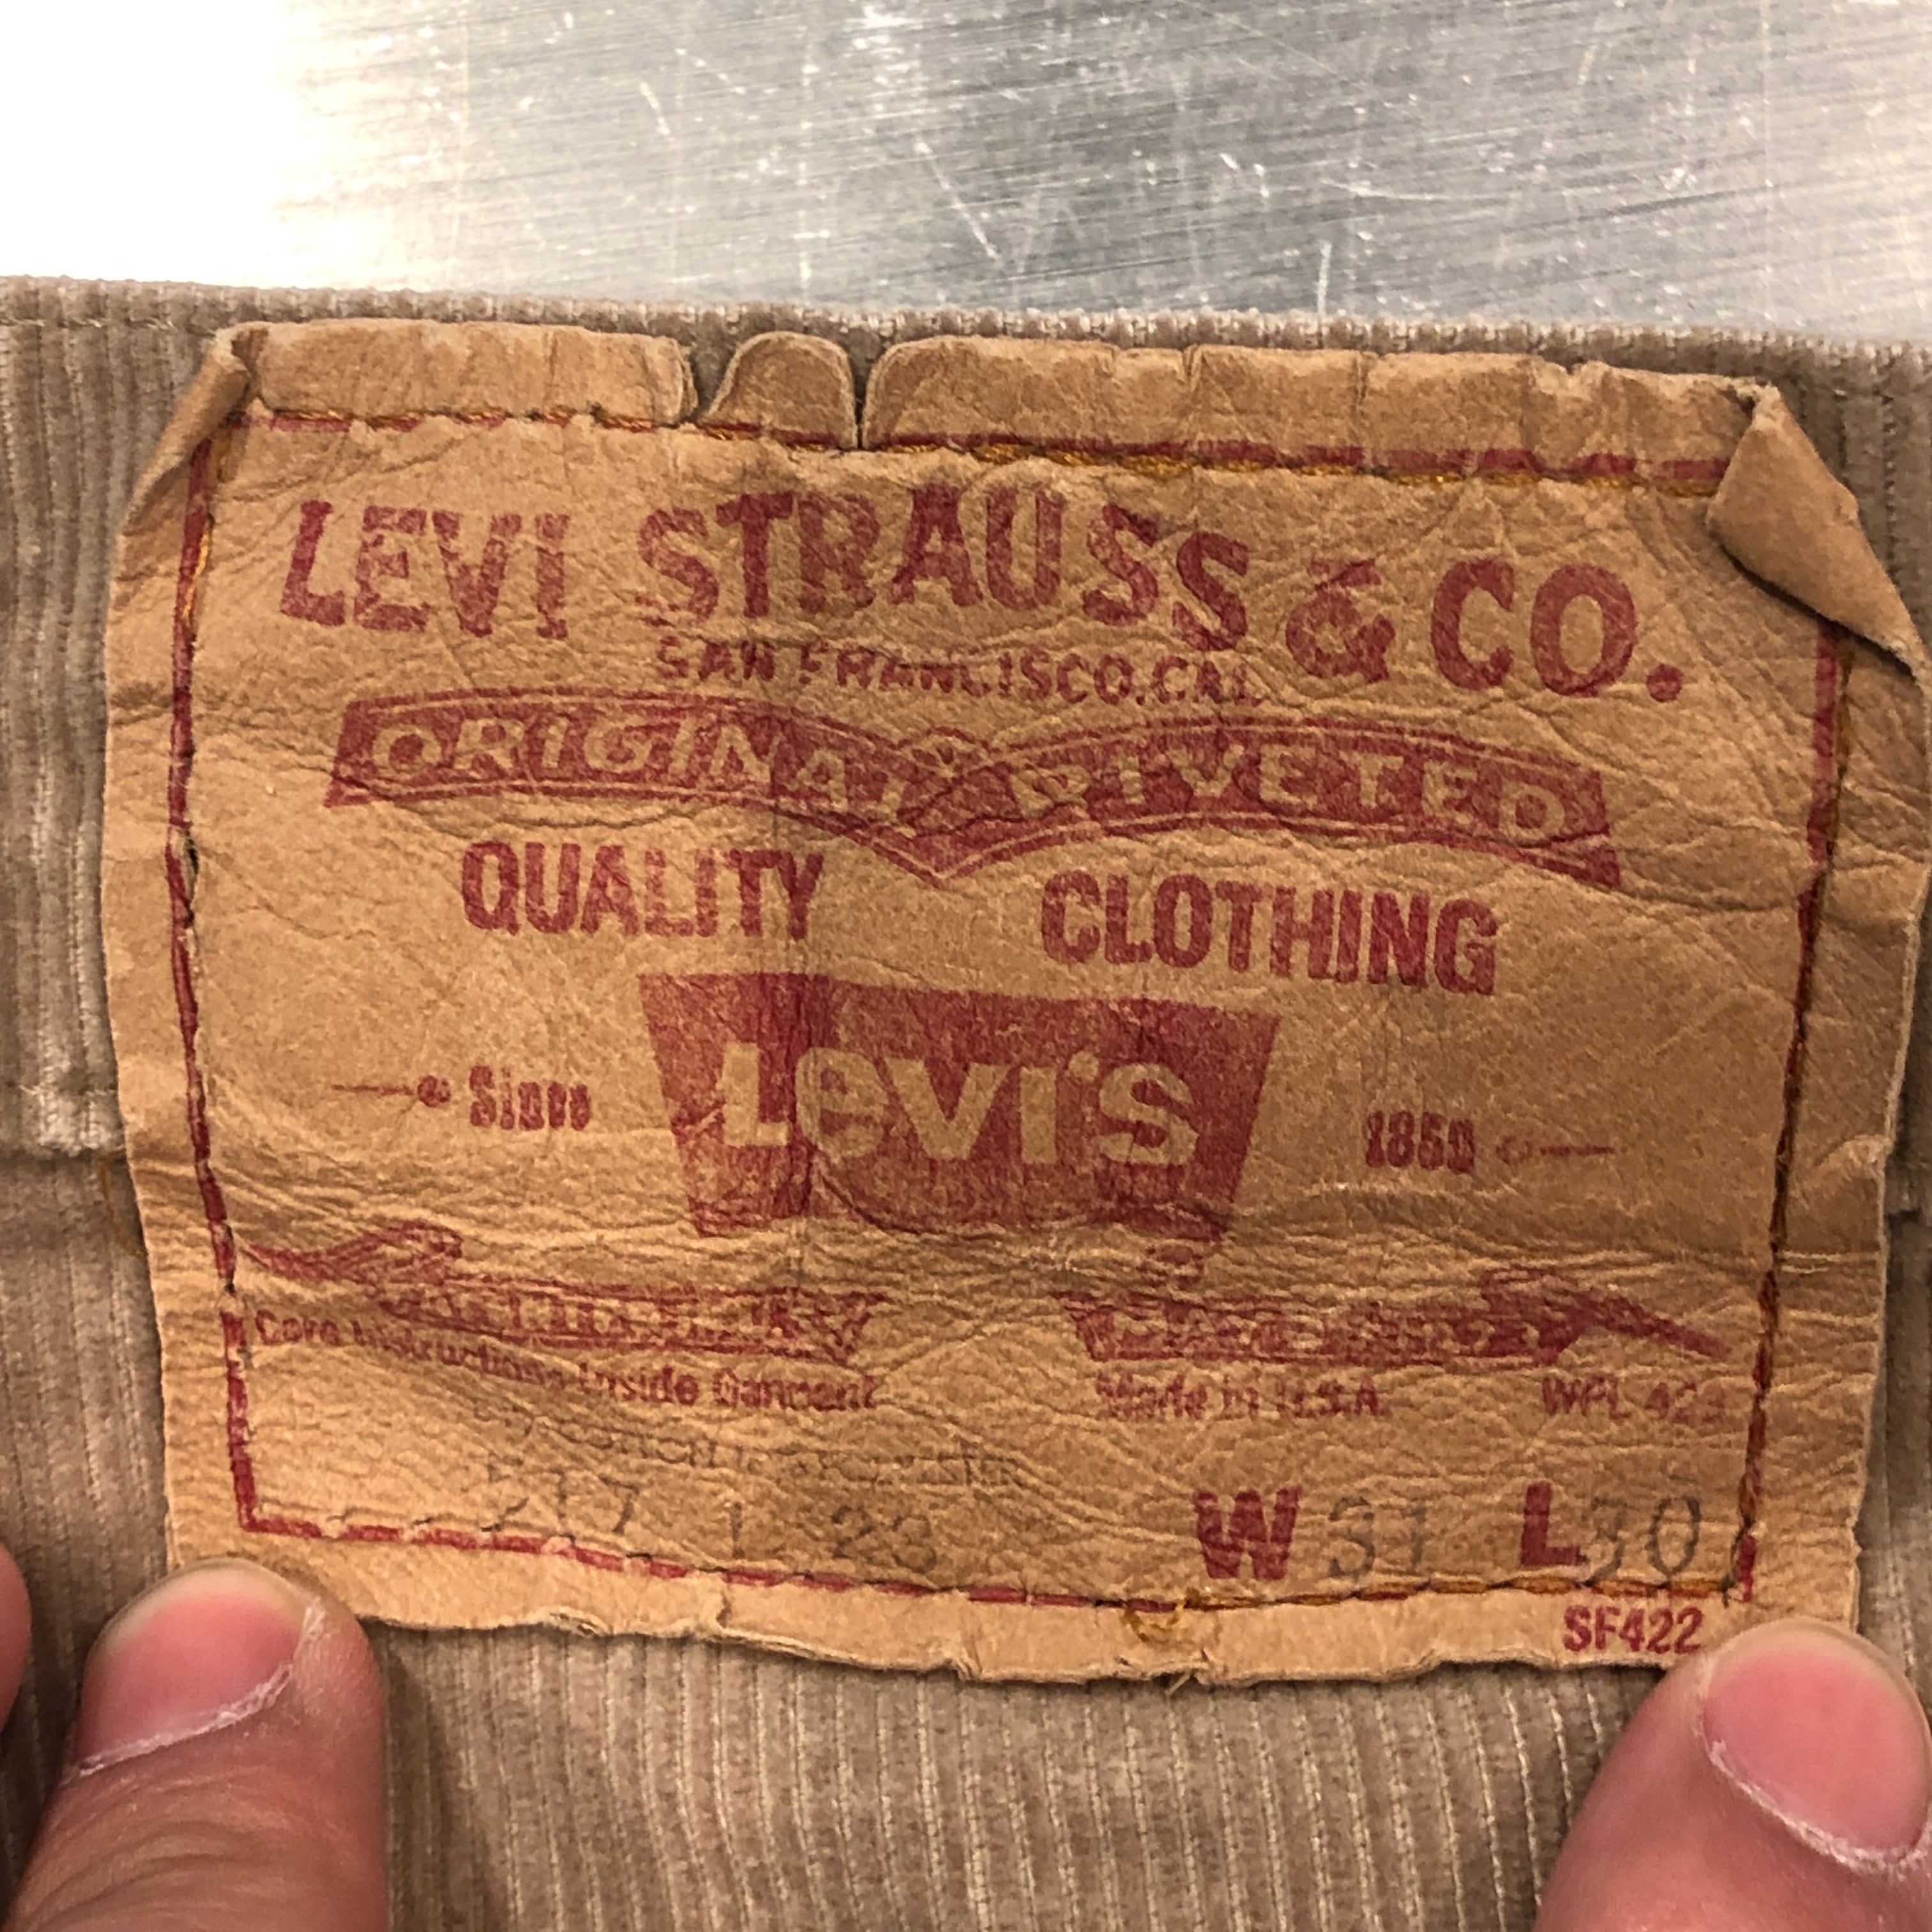 LEVI STRAUSS & CO.
SAN FRANCISCO, CAL.
ORIGINAL RIVETED
QUALITY CLOTHING
Levi's
Since 1850
Care Instructions Inside Garment Made in U.S.A. WPL 423
517 L 23 W 31 L 30
SF422